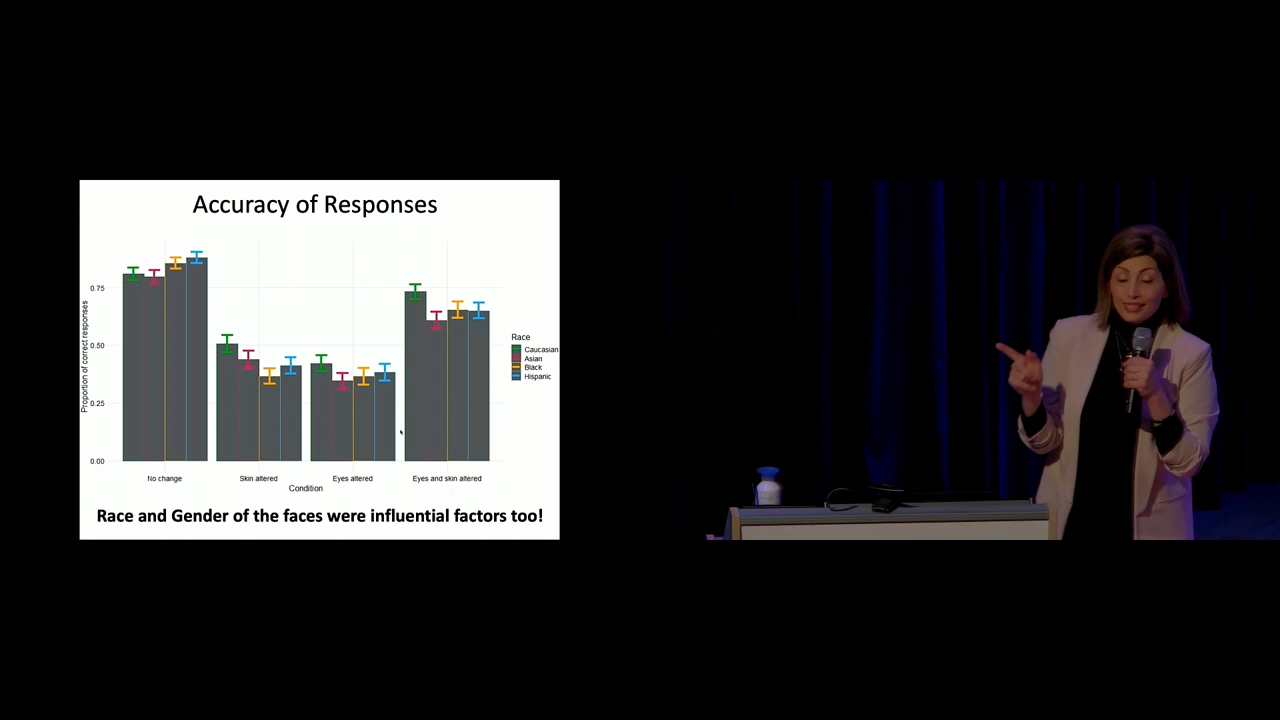 Accuracy of Responses
Proportion of correct responses
0.75
0.50
0.25
0.00
No change
Skin altered
Eyes altered
Eyes and skin altered
Condition
Race
Caucasian
Asian
Black
Hispanic
Race and Gender of the faces were influential factors too!